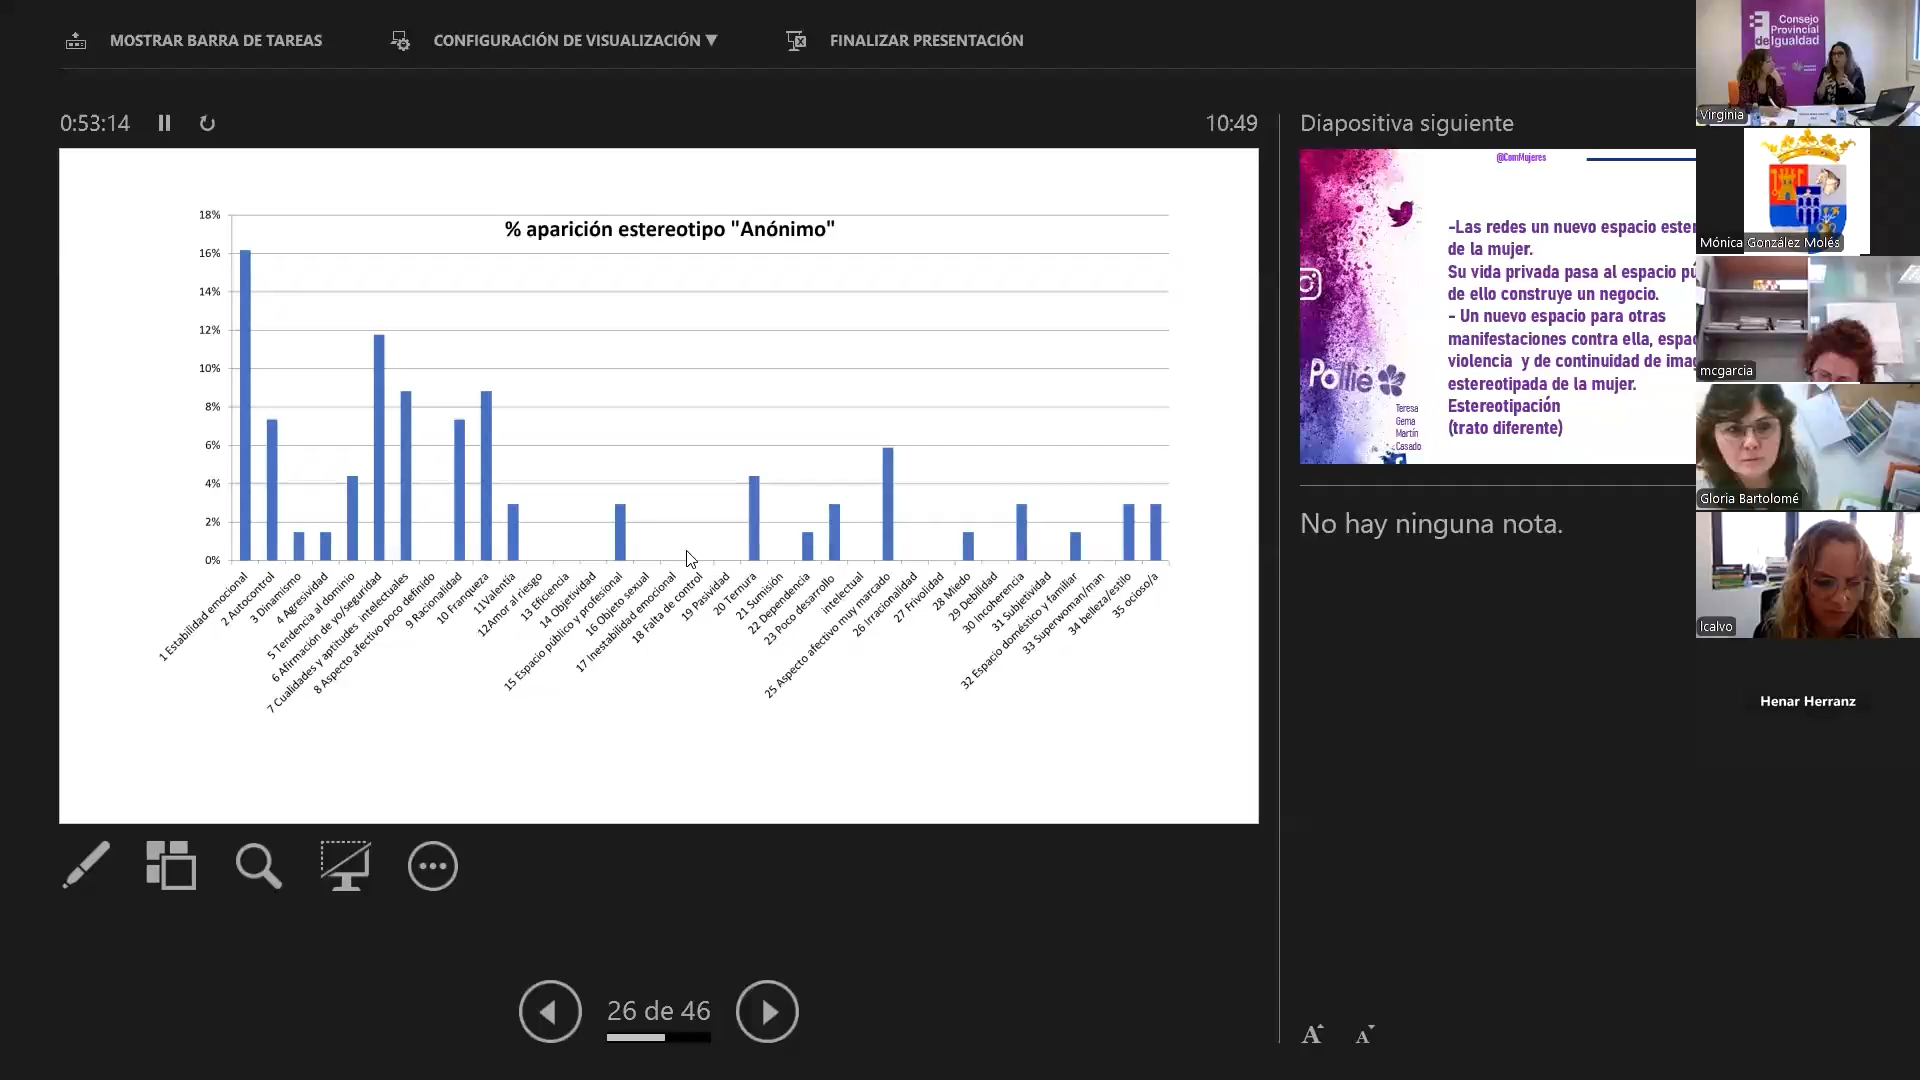 MOSTRAR BARRA DE TAREAS
CONFIGURACIÓN DE VISUALIZACIÓN ▼
FINALIZAR PRESENTACIÓN
0:53:14
10:49
% aparición estereotipo "Anónimo"
18%
16%
14%
12%
10%
8%
6%
4%
2%
0%
1 Estabilidad emocional
2 Autocontrol
3 Dinamismo
4 Agresividad
5 Tendencia al dominio
6 Afirmación de yo/seguridad
7 Cualidades y aptitudes intelectuales
8 Aspecto afectivo poco definido
9 Racionalidad
10 Franqueza
11Valentía
12Amor al riesgo
13 Eficiencia
14 Objetividad
15 Espacio público y profesional
16 Objeto sexual
17 Inestabilidad emocional
18 Falta de control
19 Pasividad
20 Ternura
21 Sumisión
22 Dependencia
23 Poco desarrollo
intelectual
25 Aspecto afectivo muy marcado
26 Irracionalidad
27 Frivolidad
28 Miedo
29 Debilidad
30 Incoherencia
31 Subjetividad
32 Espacio doméstico y familiar
33 Superwoman/man
34 belleza/estilo
35 ocioso/a
26 de 46
Diapositiva siguiente
@ComMujeres
-Las redes un nuevo espacio ester
de la mujer.
Su vida privada pasa al espacio pú
de ello construye un negocio.
- Un nuevo espacio para otras
manifestaciones contra ella, espac
violencia y de continuidad de imag
estereotipada de la mujer.
Estereotipación
(trato diferente)
Teresa
Gema
Martín
Casado
No hay ninguna nota.
A A
Consejo
Provincial
de Igualdad
Virginia
Mónica González Molés
mcgarcia
Gloria Bartolomé
lcalvo
Henar Herranz